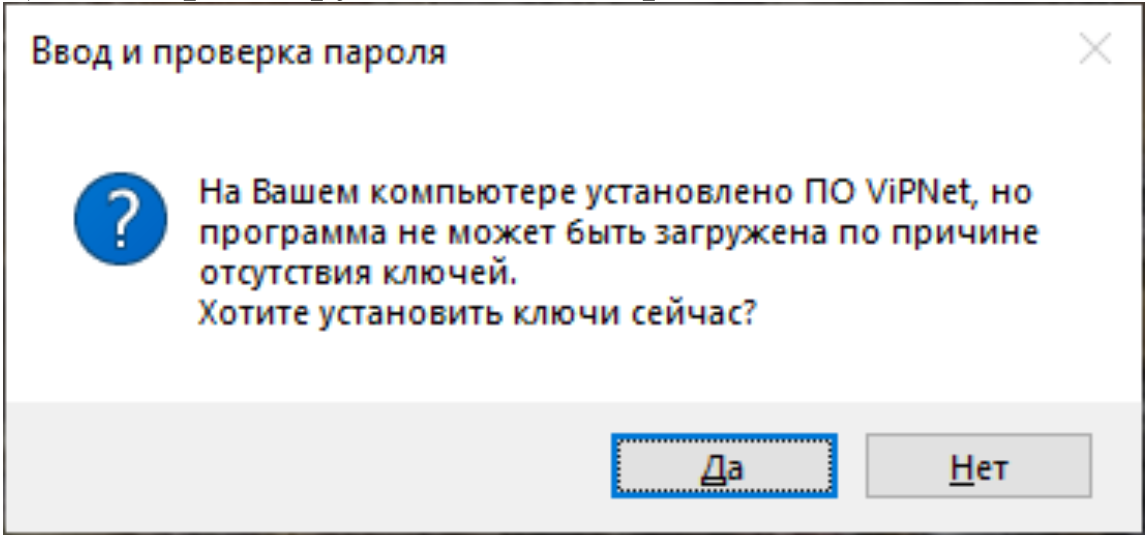 Ввод и проверка пароля
На Вашем компьютере установлено ПО ViPNet, но
программа не может быть загружена по причине
отсутствия ключей.
Хотите установить ключи сейчас?
Да
Нет